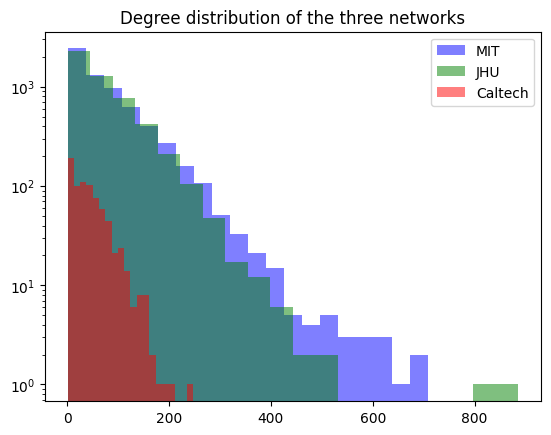 Degree distribution of the three networks
MIT
JHU
Caltech
10³
10²
10¹
10⁰
0 200 400 600 800